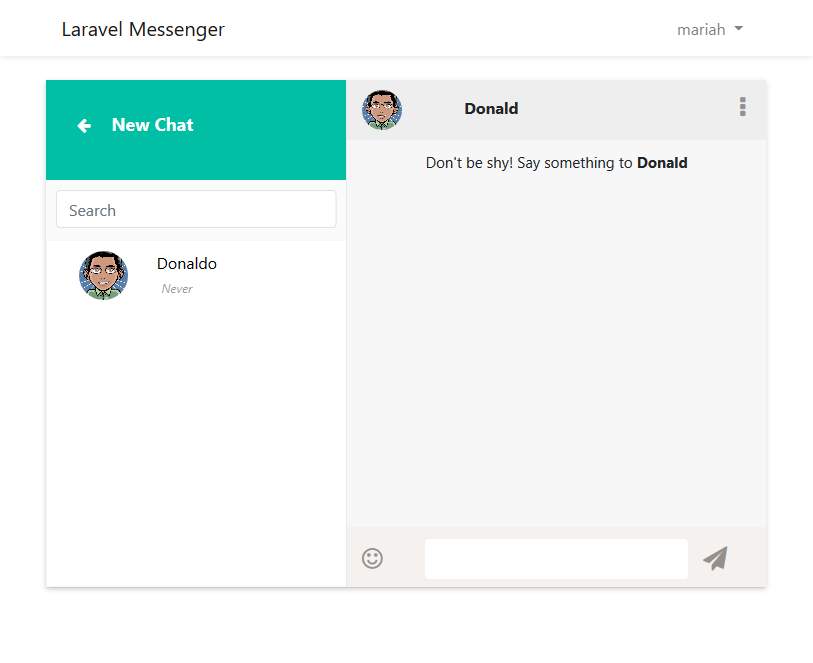 Laravel Messenger
mariah
New Chat
Search
Donaldo
Never
Donald
Don't be shy! Say something to Donald